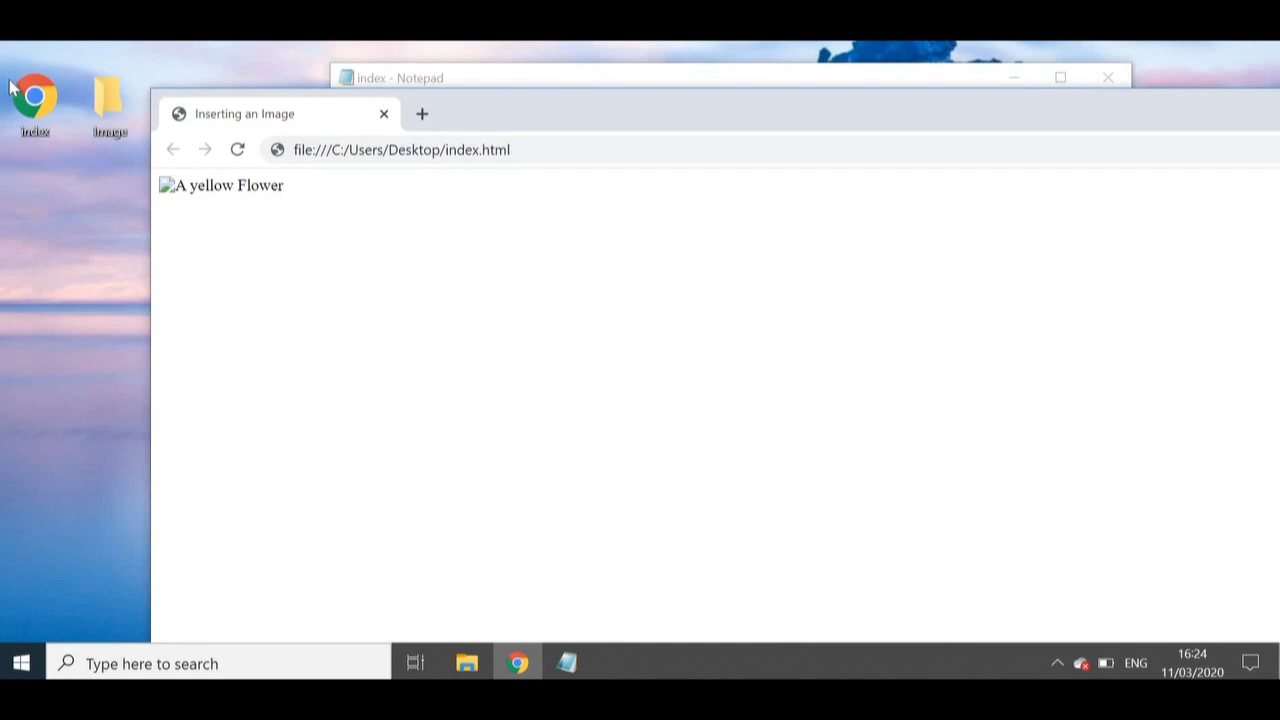 index - Notepad
index
Image
Inserting an Image
file:///C:/Users/Desktop/index.html
A yellow Flower
Type here to search
ENG
16:24
11/03/2020